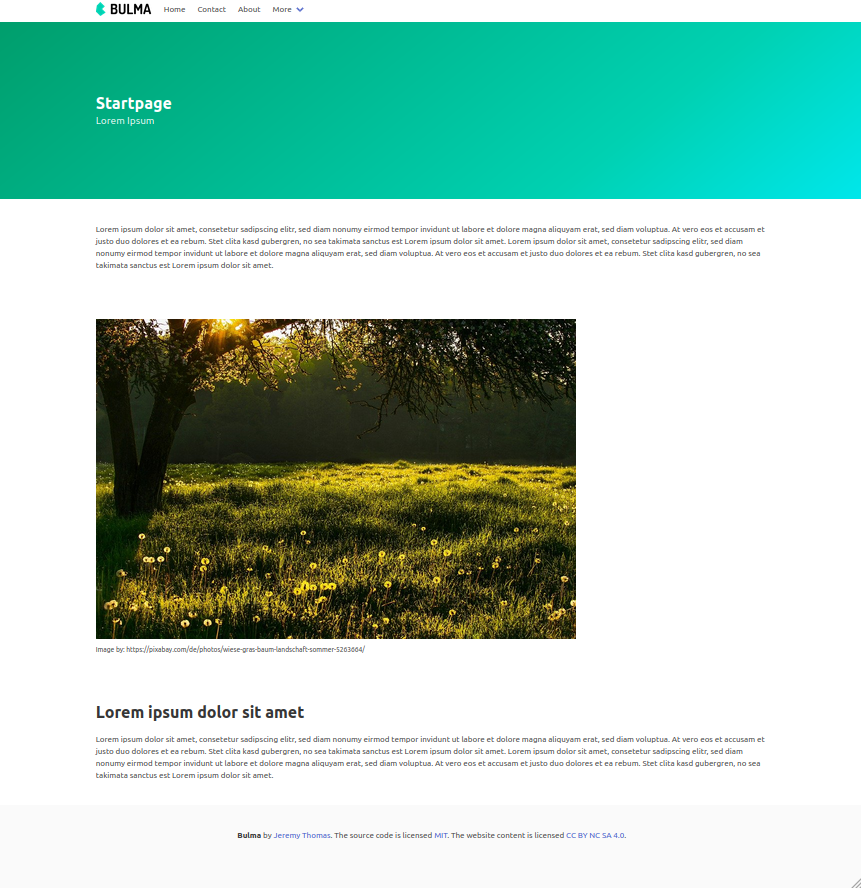 BULMA Home Contact About More
Startpage
Lorem Ipsum
Lorem ipsum dolor sit amet, consetetur sadipscing elitr, sed diam nonumy eirmod tempor invidunt ut labore et dolore magna aliquyam erat, sed diam voluptua. At vero eos et accusam et
justo duo dolores et ea rebum. Stet clita kasd gubergren, no sea takimata sanctus est Lorem ipsum dolor sit amet. Lorem ipsum dolor sit amet, consetetur sadipscing elitr, sed diam
nonumy eirmod tempor invidunt ut labore et dolore magna aliquyam erat, sed diam voluptua. At vero eos et accusam et justo duo dolores et ea rebum. Stet clita kasd gubergren, no sea
takimata sanctus est Lorem ipsum dolor sit amet.
Image by: https://pixabay.com/de/photos/wiese-gras-baum-landschaft-sommer-5263664/
Lorem ipsum dolor sit amet
Lorem ipsum dolor sit amet, consetetur sadipscing elitr, sed diam nonumy eirmod tempor invidunt ut labore et dolore magna aliquyam erat, sed diam voluptua. At vero eos et accusam et
justo duo dolores et ea rebum. Stet clita kasd gubergren, no sea takimata sanctus est Lorem ipsum dolor sit amet. Lorem ipsum dolor sit amet, consetetur sadipscing elitr, sed diam
nonumy eirmod tempor invidunt ut labore et dolore magna aliquyam erat, sed diam voluptua. At vero eos et accusam et justo duo dolores et ea rebum. Stet clita kasd gubergren, no sea
takimata sanctus est Lorem ipsum dolor sit amet.
Bulma by Jeremy Thomas. The source code is licensed MIT. The website content is licensed CC BY NC SA 4.0.